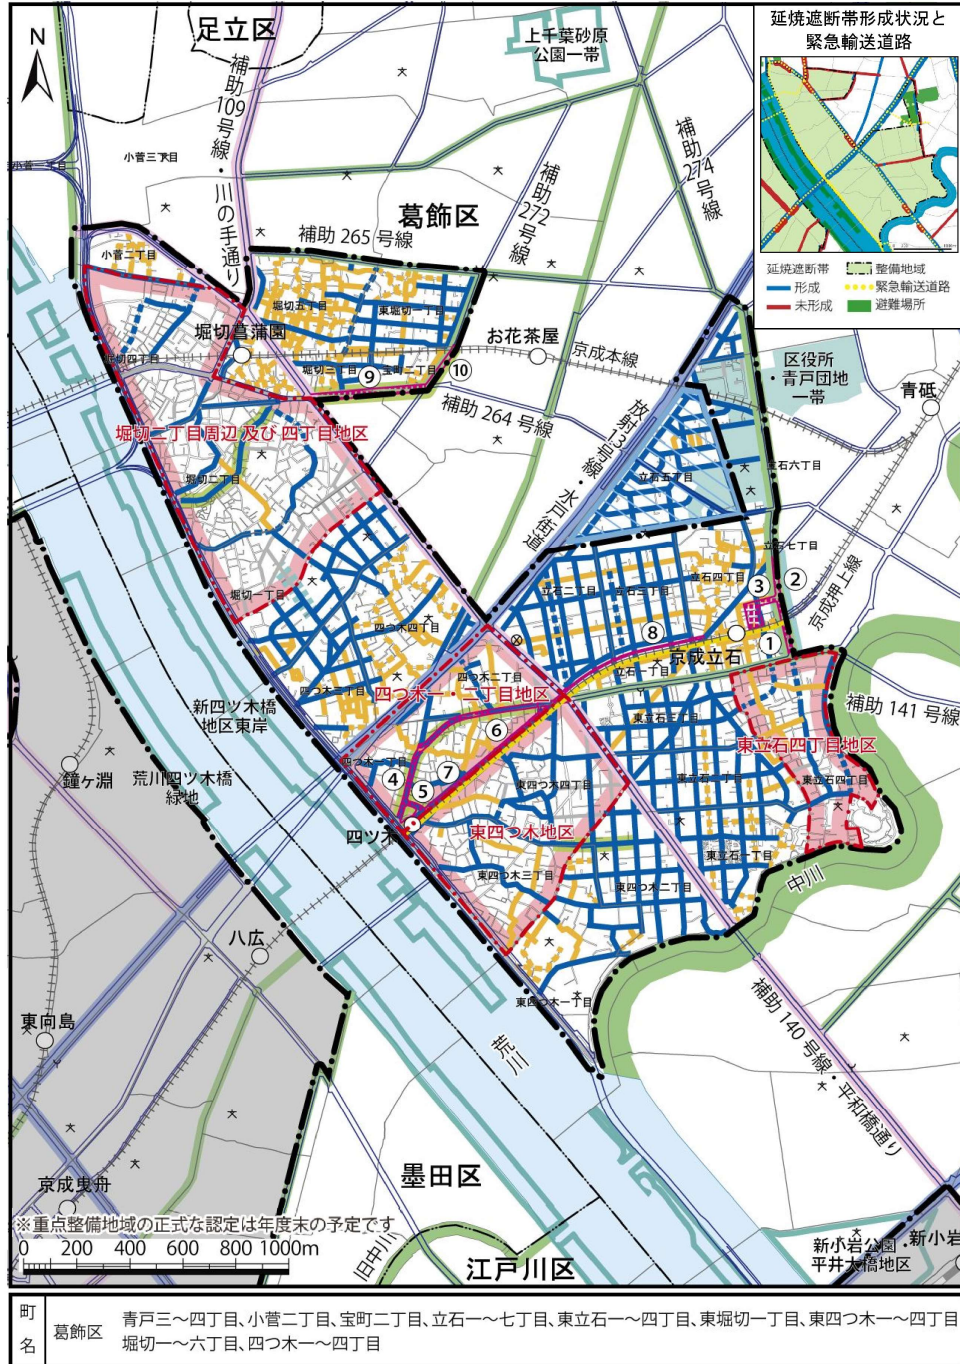 足立区
上千葉砂原
公園一帯
延焼遮断帯形成状況と
緊急輸送道路
延焼遮断帯
形成
未形成
整備地域
緊急輸送道路
避難場所
N
補助109号線・川の手通り
小菅一丁目
小菅三丁目
補助272号線
補助274号線
葛飾区
補助 265 号線
小菅二丁目
堀切五丁目
東堀切一丁目
堀切菖蒲園
お花茶屋
京成本線
区役所
・青戸団地
一帯
青砥
堀切四丁目
堀切三丁目
宝町二丁目
⑨
⑩
補助 264 号線
放射13号線・水戸街道
堀切二丁目周辺 及び 四丁目地区
堀切二丁目
立石五丁目
立石六丁目
立石七丁目
京成押上線
堀切一丁目
立石二丁目
立石三丁目
立石四丁目
③
②
四つ木四丁目
⑧
京成立石
①
立石一丁目
四つ木三丁目
四つ木二丁目
四つ木一・二丁目地区
新四ツ木橋
地区東岸
補助 141 号線
東立石三丁目
東立石四丁目地区
⑥
四つ木一丁目
④
⑦
⑤
鐘ヶ淵
荒川四ツ木橋
緑地
東四つ木四丁目
東立石二丁目
東立石四丁目
四ツ木
東四つ木地区
東立石一丁目
東四つ木三丁目
東四つ木二丁目
中川
八広
東四つ木一丁目
東向島
荒川
補助140号線・平和橋通り
墨田区
京成曳舟
※重点整備地域の正式な認定は年度末の予定です
0 200 400 600 800 1000m
旧中川
江戸川区
新小岩公園・
平井大橋地区
新小岩
町名
葛飾区
青戸三～四丁目、小菅二丁目、宝町二丁目、立石一～七丁目、東立石一～四丁目、東堀切一丁目、東四つ木一～四丁目
堀切一～六丁目、四つ木一～四丁目